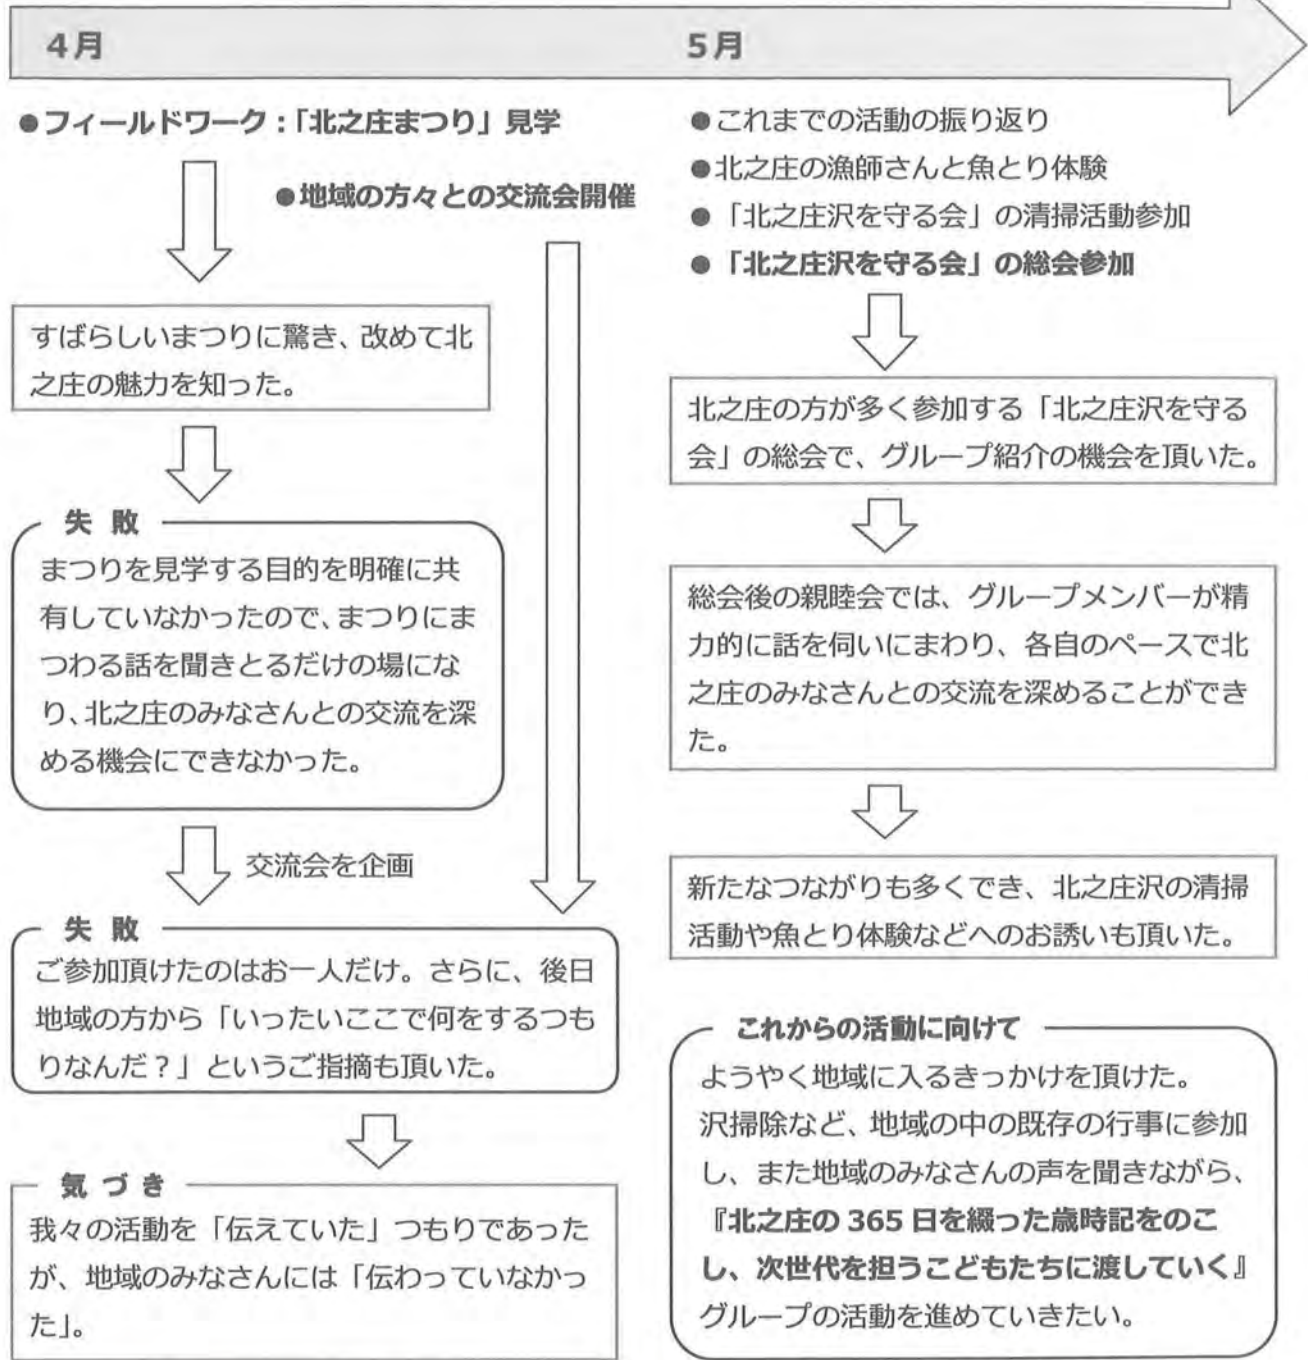 4月
●フィールドワーク：「北之庄まつり」見学
●地域の方々との交流会開催
すばらしいまつりに驚き、改めて北
之庄の魅力を知った。
失 敗
まつりを見学する目的を明確に共
有していなかったので、まつりにま
つわる話を聞きとるだけの場にな
り、北之庄のみなさんとの交流を深
める機会にできなかった。
交流会を企画
失 敗
ご参加頂けたのはお一人だけ。さらに、後日
地域の方から「いったいここで何をするつも
りなんだ？」というご指摘も頂いた。
気 づ き
我々の活動を「伝えていた」つもりであった
が、地域のみなさんには「伝わっていなかっ
た」。
5月
●これまでの活動の振り返り
●北之庄の漁師さんと魚とり体験
●「北之庄沢を守る会」の清掃活動参加
●「北之庄沢を守る会」の総会参加
北之庄の方が多く参加する「北之庄沢を守る
会」の総会で、グループ紹介の機会を頂いた。
総会後の親睦会では、グループメンバーが精
力的に話を伺いにまわり、各自のペースで北
之庄のみなさんとの交流を深めることができ
た。
新たなつながりも多くでき、北之庄沢の清掃
活動や魚とり体験などへのお誘いも頂いた。
これからの活動に向けて
ようやく地域に入るきっかけを頂けた。
沢掃除など、地域の中の既存の行事に参加
し、また地域のみなさんの声を聞きながら、
『北之庄の 365 日を綴った歳時記をのこ
し、次世代を担うこどもたちに渡していく』
グループの活動を進めていきたい。